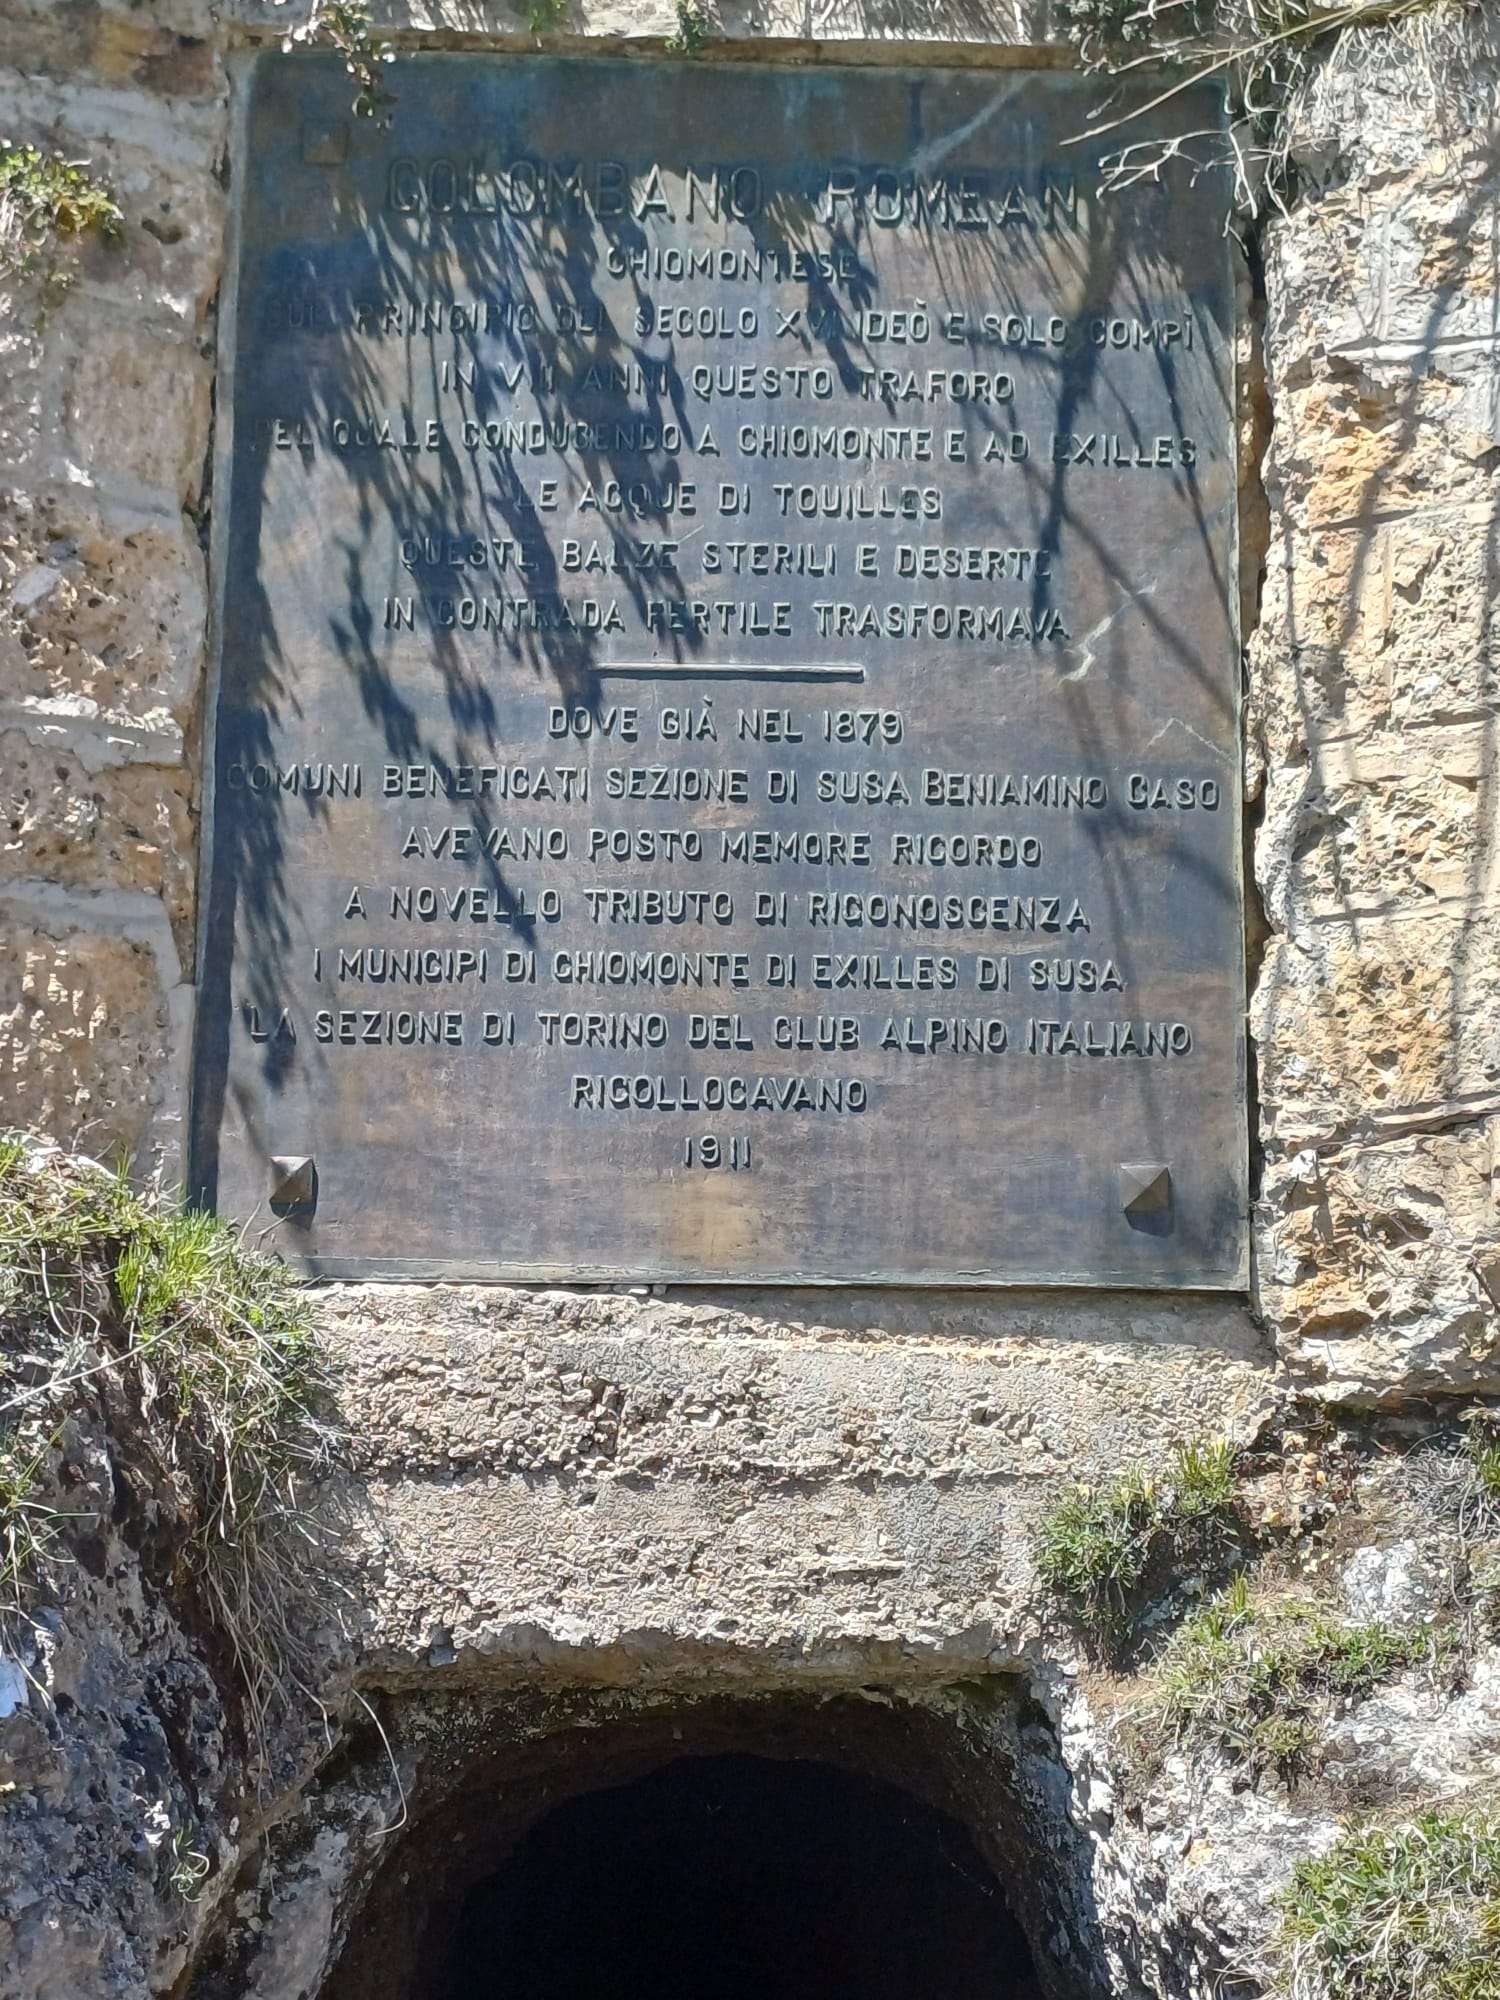 COLOMBANO ROMEAN
CHIOMONTESE
SUL PRINCIPIO DEL SECOLO XVI IDEÒ E SOLO COMPÌ
IN VIII ANNI QUESTO TRAFORO
PEL QUALE CONDUCENDO A CHIOMONTE E AD EXILLES
LE ACQUE DI TOUILLES
QUESTE BALZE STERILI E DESERTE
IN CONTRADA FERTILE TRASFORMAVA
DOVE GIÀ NEL 1879
COMUNI BENEFICATI SEZIONE DI SUSA BENIAMINO CASO
AVEVANO POSTO MEMORE RICORDO
A NOVELLO TRIBUTO DI RICONOSCENZA
I MUNICIPI DI CHIOMONTE DI EXILLES DI SUSA
LA SEZIONE DI TORINO DEL CLUB ALPINO ITALIANO
RICOLLOCAVANO
1911